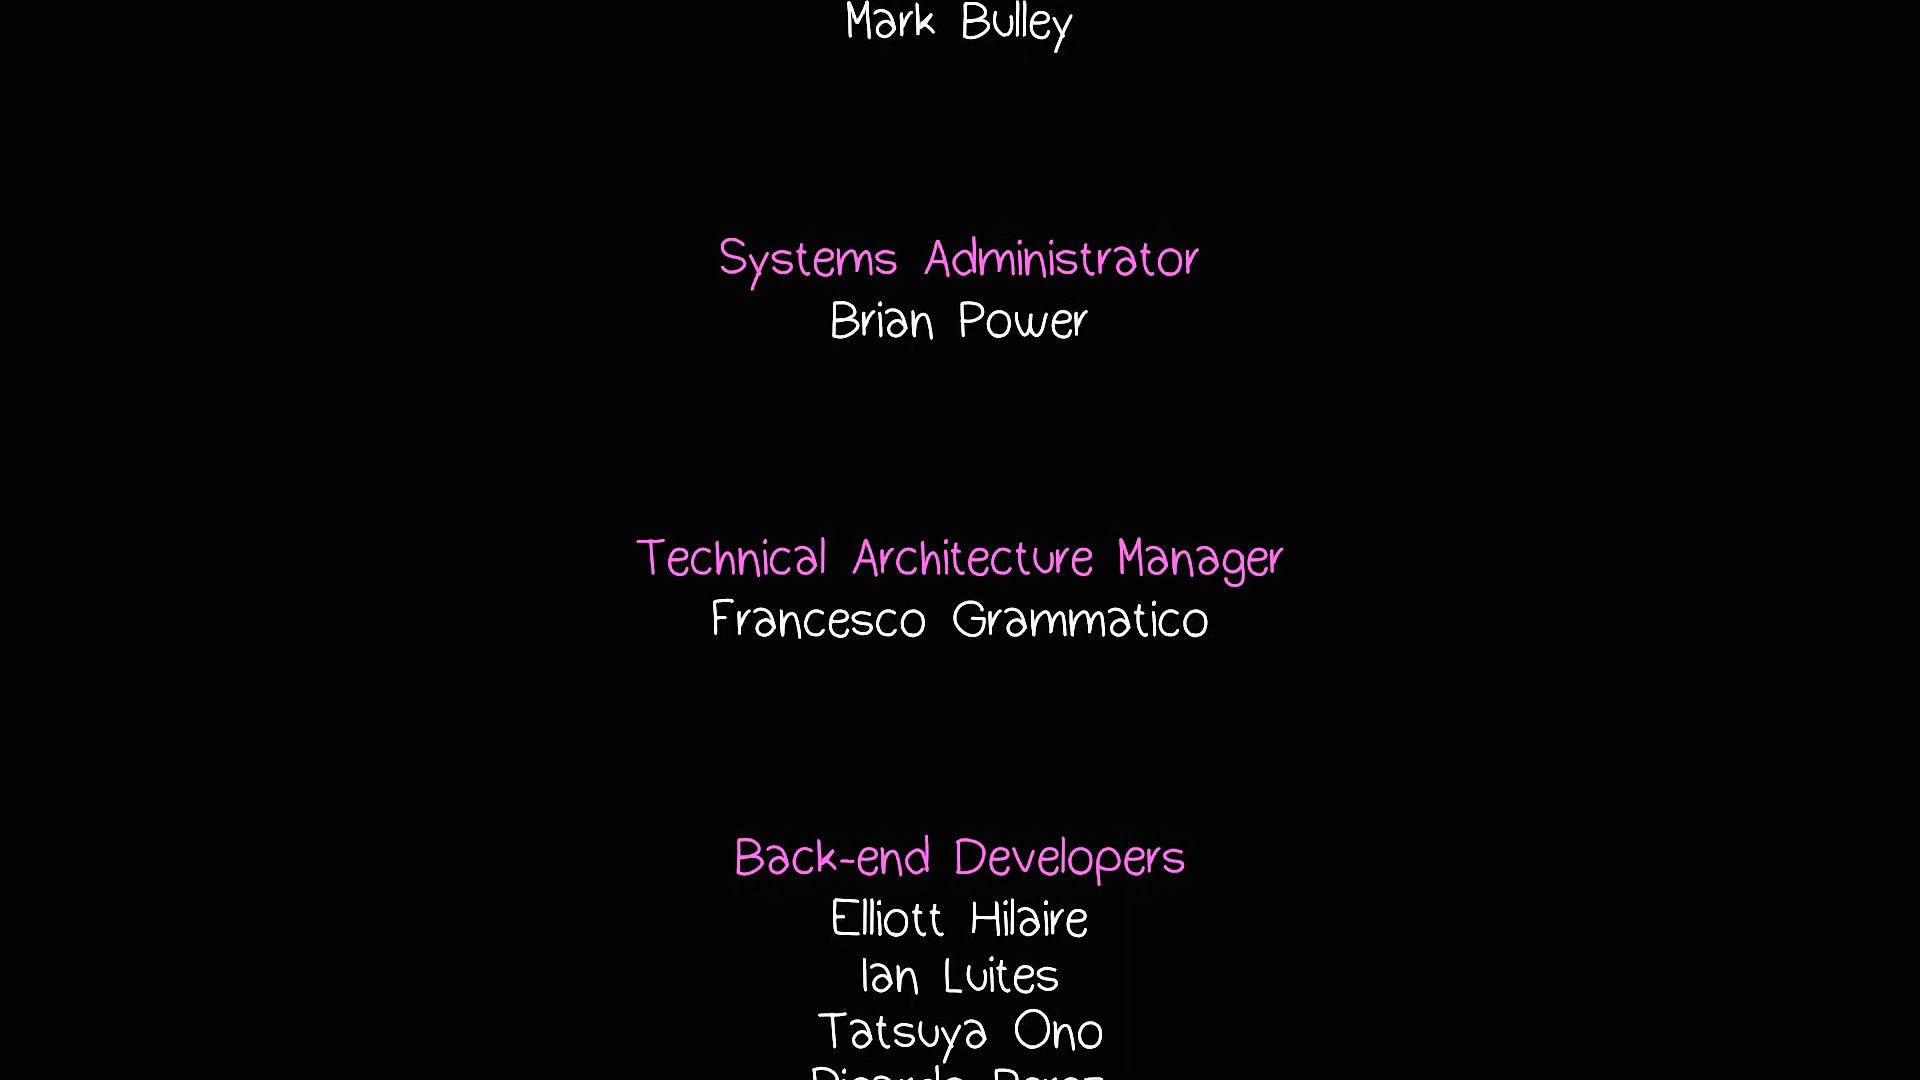 Mark Bulley
Systems Administrator
Brian Power
Technical Architecture Manager
Francesco Grammatico
Back-end Developers
Elliott Hilaire
Ian Luites
Tatsuya Ono